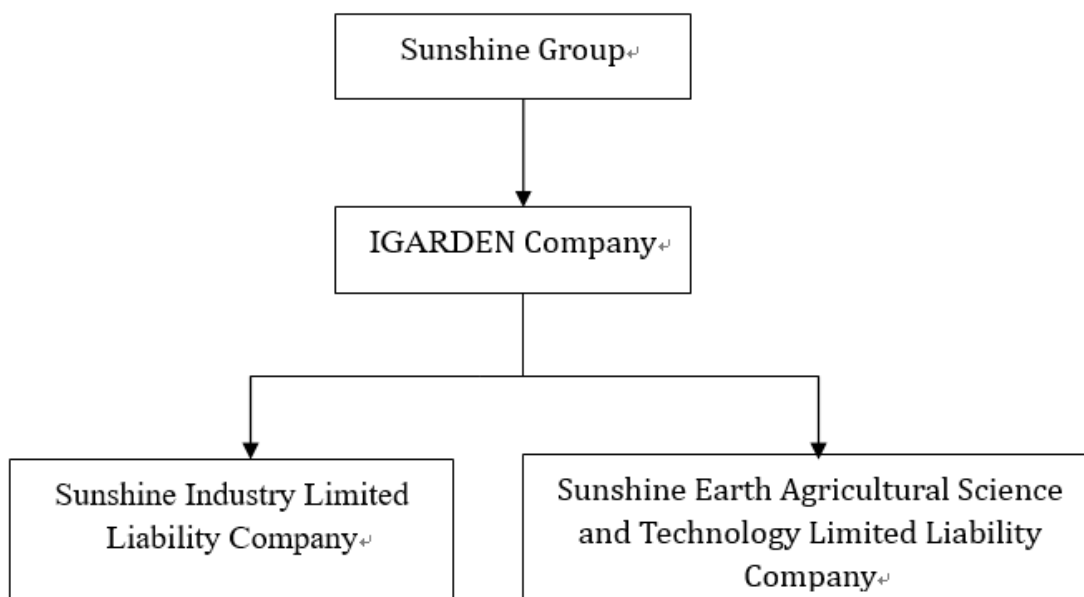 Sunshine Group
IGARDEN Company
Sunshine Industry Limited
Liability Company
Sunshine Earth Agricultural Science
and Technology Limited Liability
Company